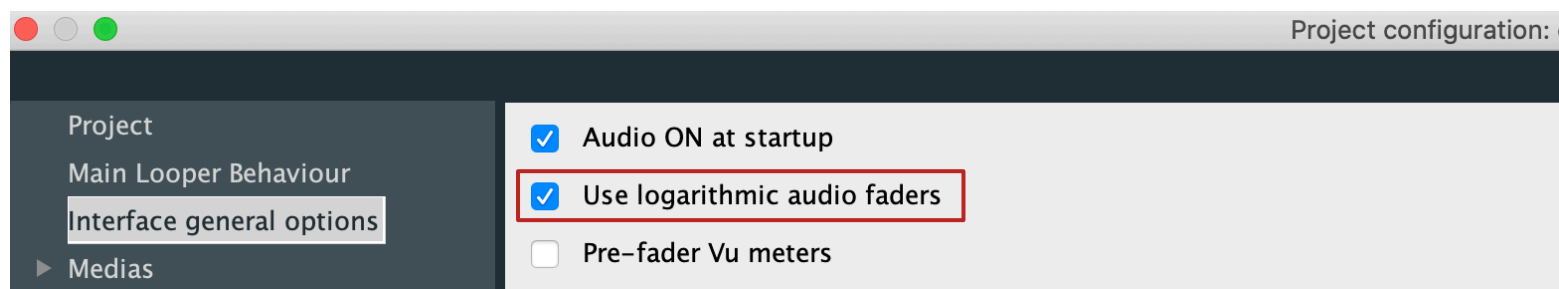 Project configuration:
Project
Main Looper Behaviour
Interface general options
Medias
Audio ON at startup
Use logarithmic audio faders
Pre-fader Vu meters